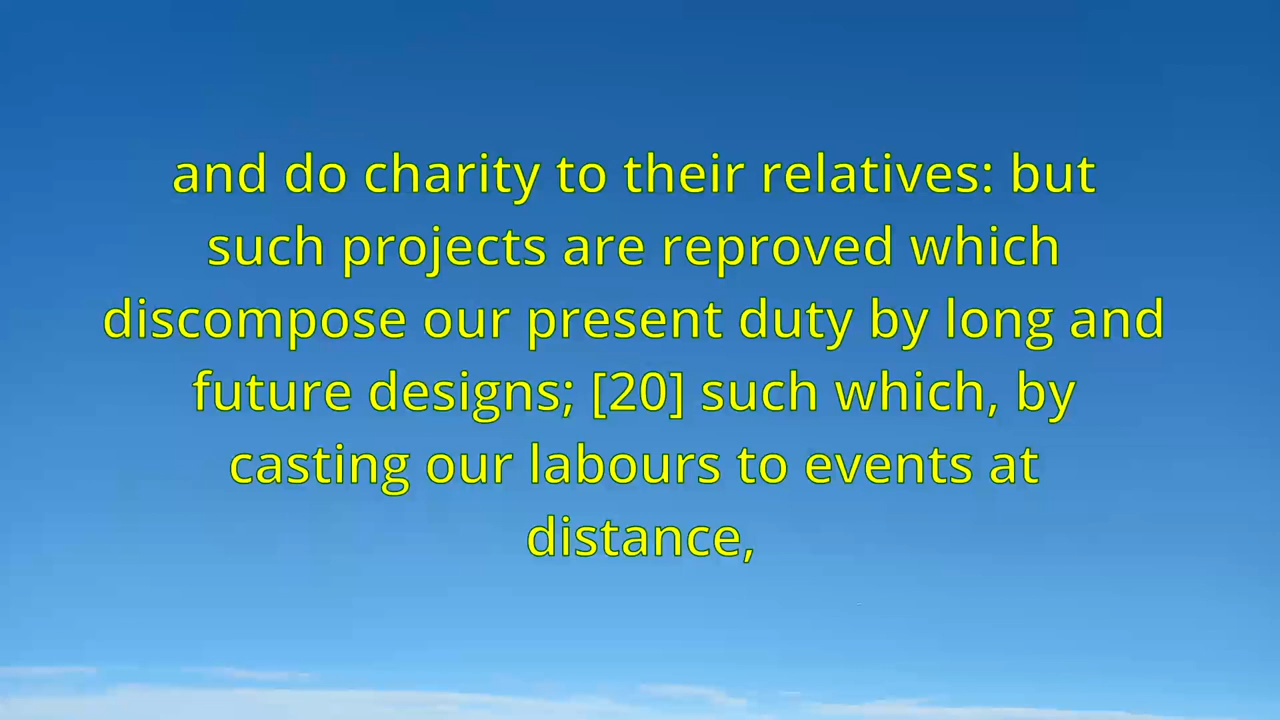 and do charity to their relatives: but
such projects are reproved which
discompose our present duty by long and
future designs; [20] such which, by
casting our labours to events at
distance,